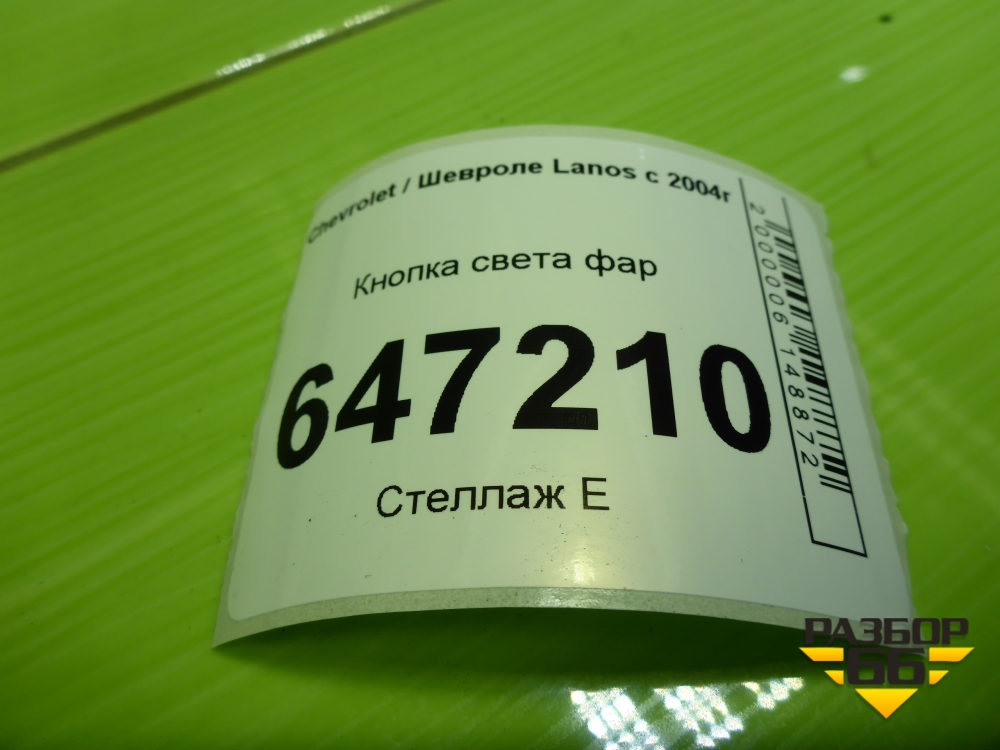 Chevrolet / Шевроле Lanos с 2004г
Кнопка света фар
647210
Стеллаж Е
2000006148872
РАЗБОР
66